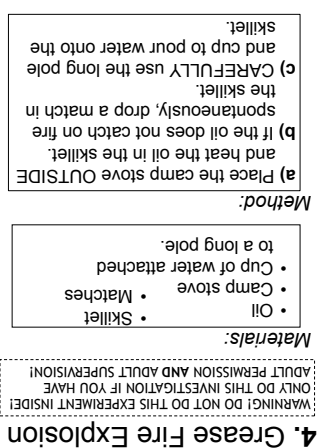 4. Grease Fire Explosion
WARNING! DO NOT DO THIS EXPERIMENT INSIDE!
ONLY DO THIS INVESTIGATION IF YOU HAVE
ADULT PERMISSION AND ADULT SUPERVISION!
Materials:
• Oil • Skillet
• Camp stove • Matches
• Cup of water attached
to a long pole.
Method:
a) Place the camp stove OUTSIDE
and heat the oil in the skillet.
b) If the oil does not catch on fire
spontaneously, drop a match in
the skillet.
c) CAREFULLY use the long pole
and cup to pour water onto the
skillet.